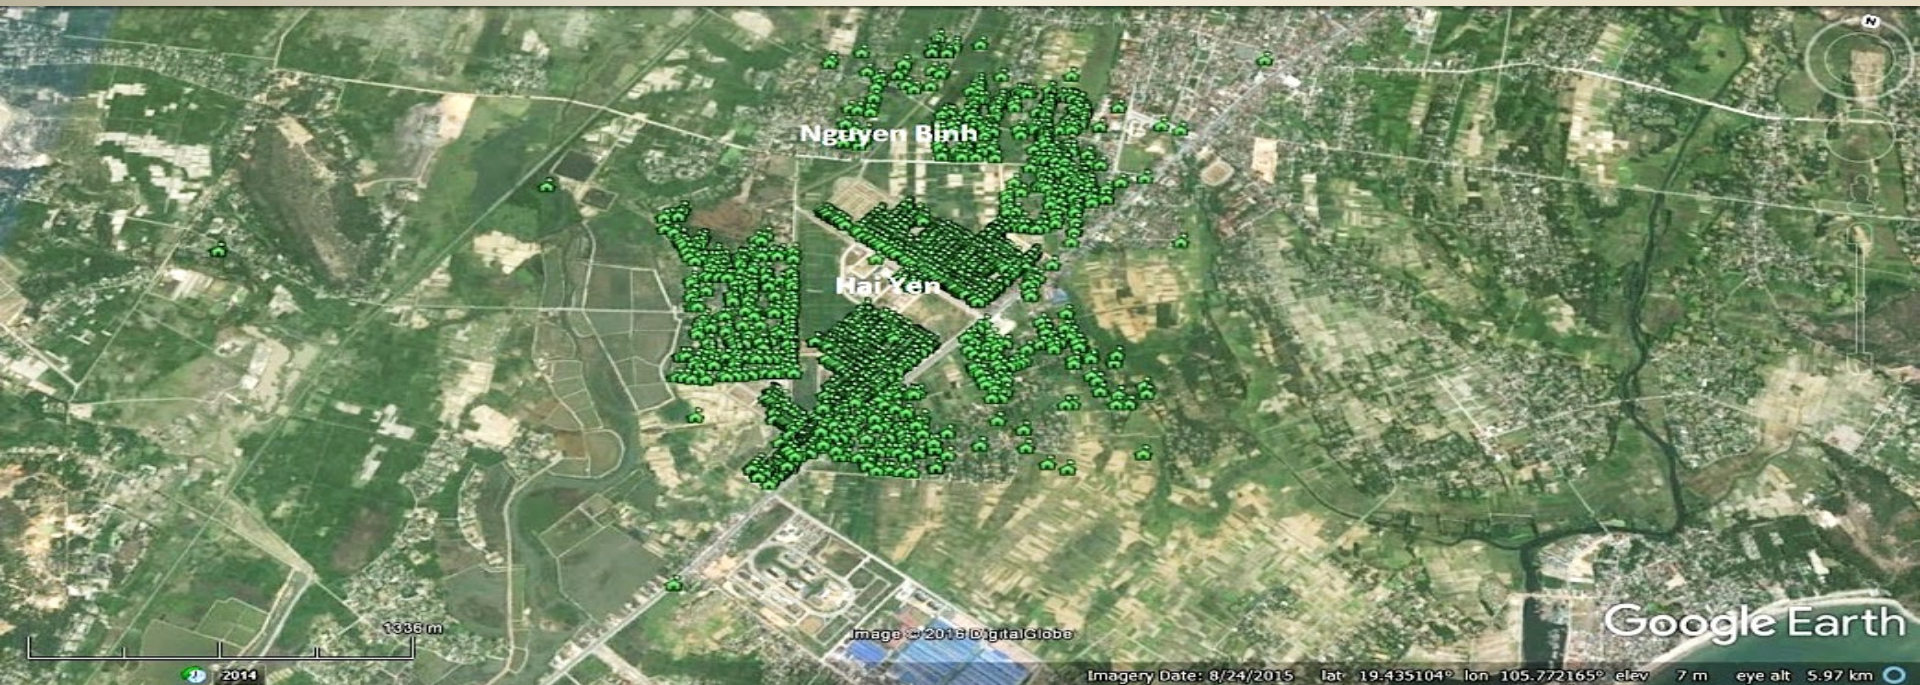 N
Nguyen Binh
Hai Yen
1336 m
Image © 2016 DigitalGlobe
Google Earth
2014
Imagery Date: 8/24/2015 lat 19.435104° lon 105.772165° elev 7 m eye alt 5.97 km